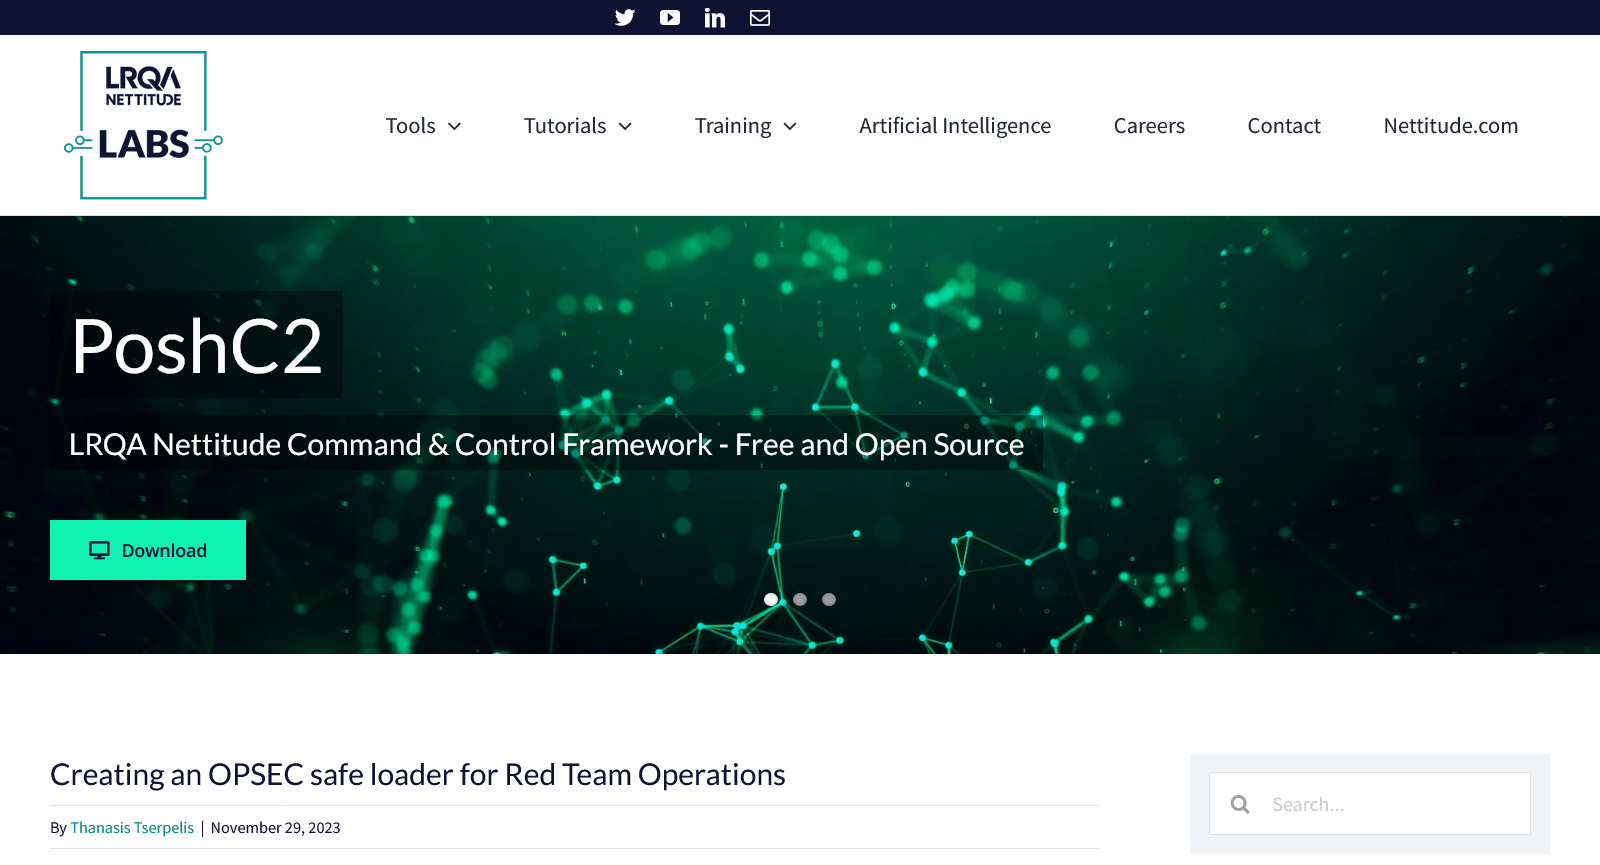 LRQA
NETTITUDE
LABS
Tools
Tutorials
Training
Artificial Intelligence
Careers
Contact
Nettitude.com
PoshC2
LRQA Nettitude Command & Control Framework - Free and Open Source
Download
Creating an OPSEC safe loader for Red Team Operations
By Thanasis Tserpelis | November 29, 2023
Search...